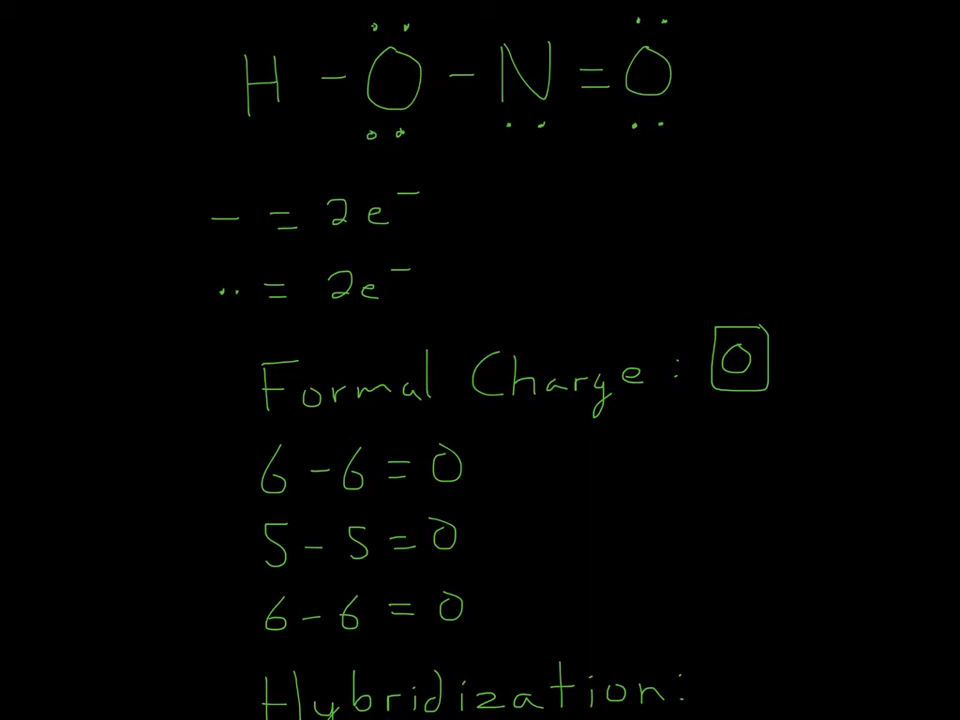 H - O - N = O
- = 2e⁻
.. = 2e⁻
Formal Charge: 0
6 - 6 = 0
5 - 5 = 0
6 - 6 = 0
Hybridization: